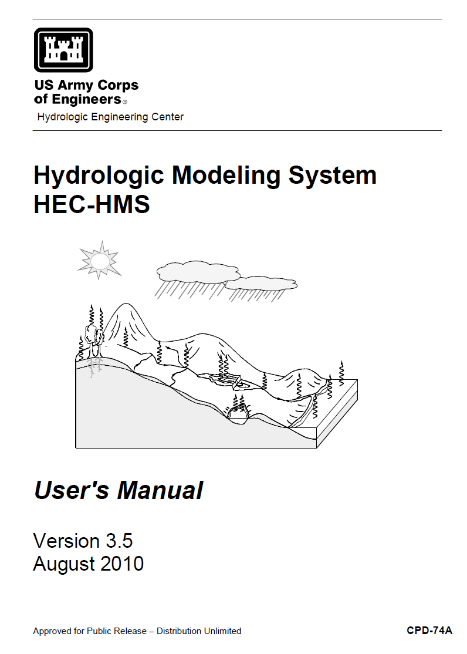 US Army Corps
of Engineers®
Hydrologic Engineering Center
Hydrologic Modeling System
HEC-HMS
User's Manual
Version 3.5
August 2010
Approved for Public Release – Distribution Unlimited CPD-74A